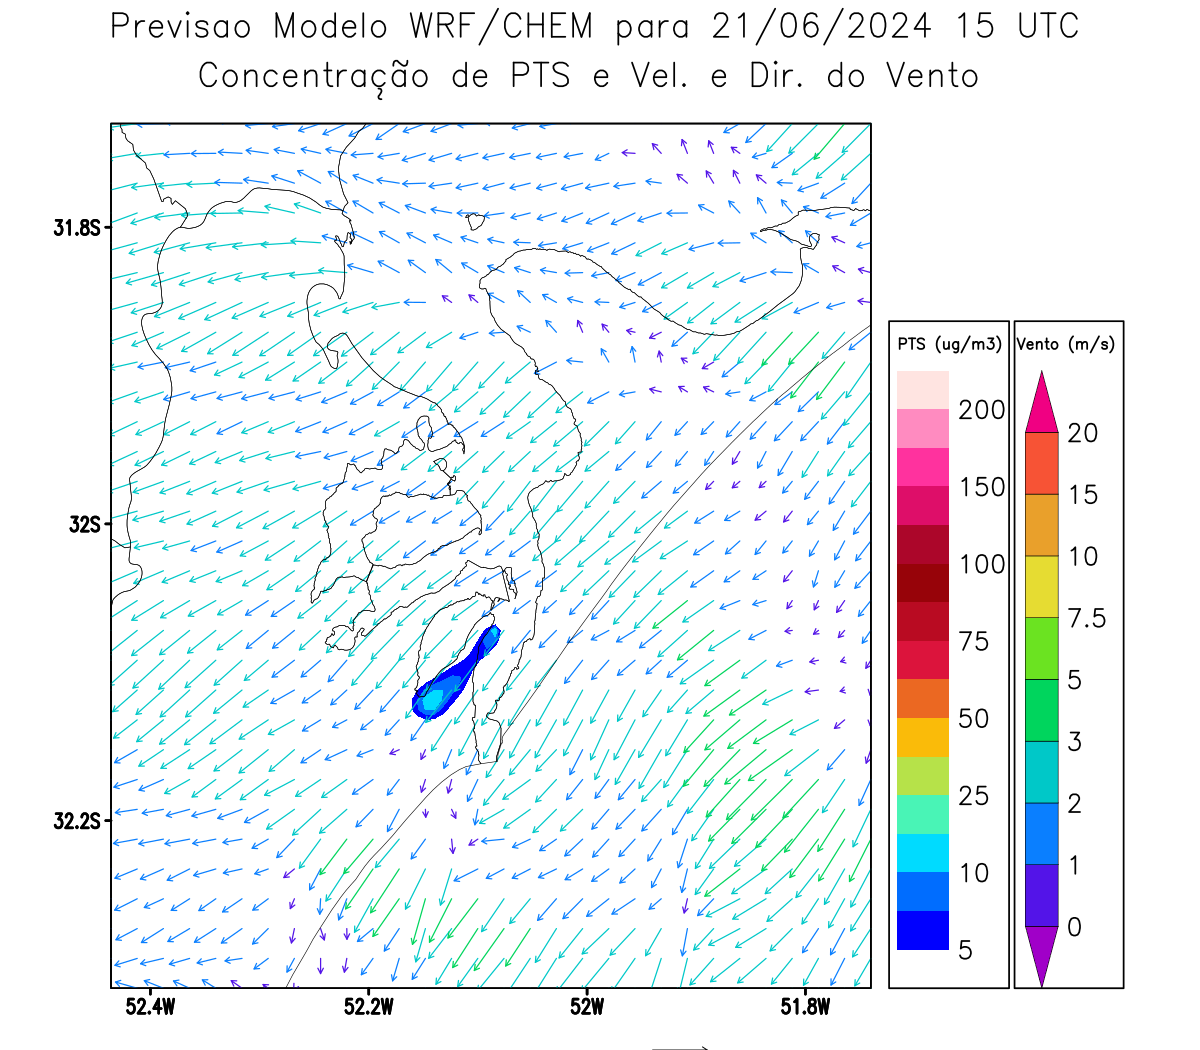 Previsao Modelo WRF/CHEM para 21/06/2024 15 UTC
Concentração de PTS e Vel. e Dir. do Vento
31.8S
32S
32.2S
52.4W
52.2W
52W
51.8W
PTS (ug/m3)
200
150
100
75
50
25
10
5
Vento (m/s)
20
15
10
7.5
5
3
2
1
0